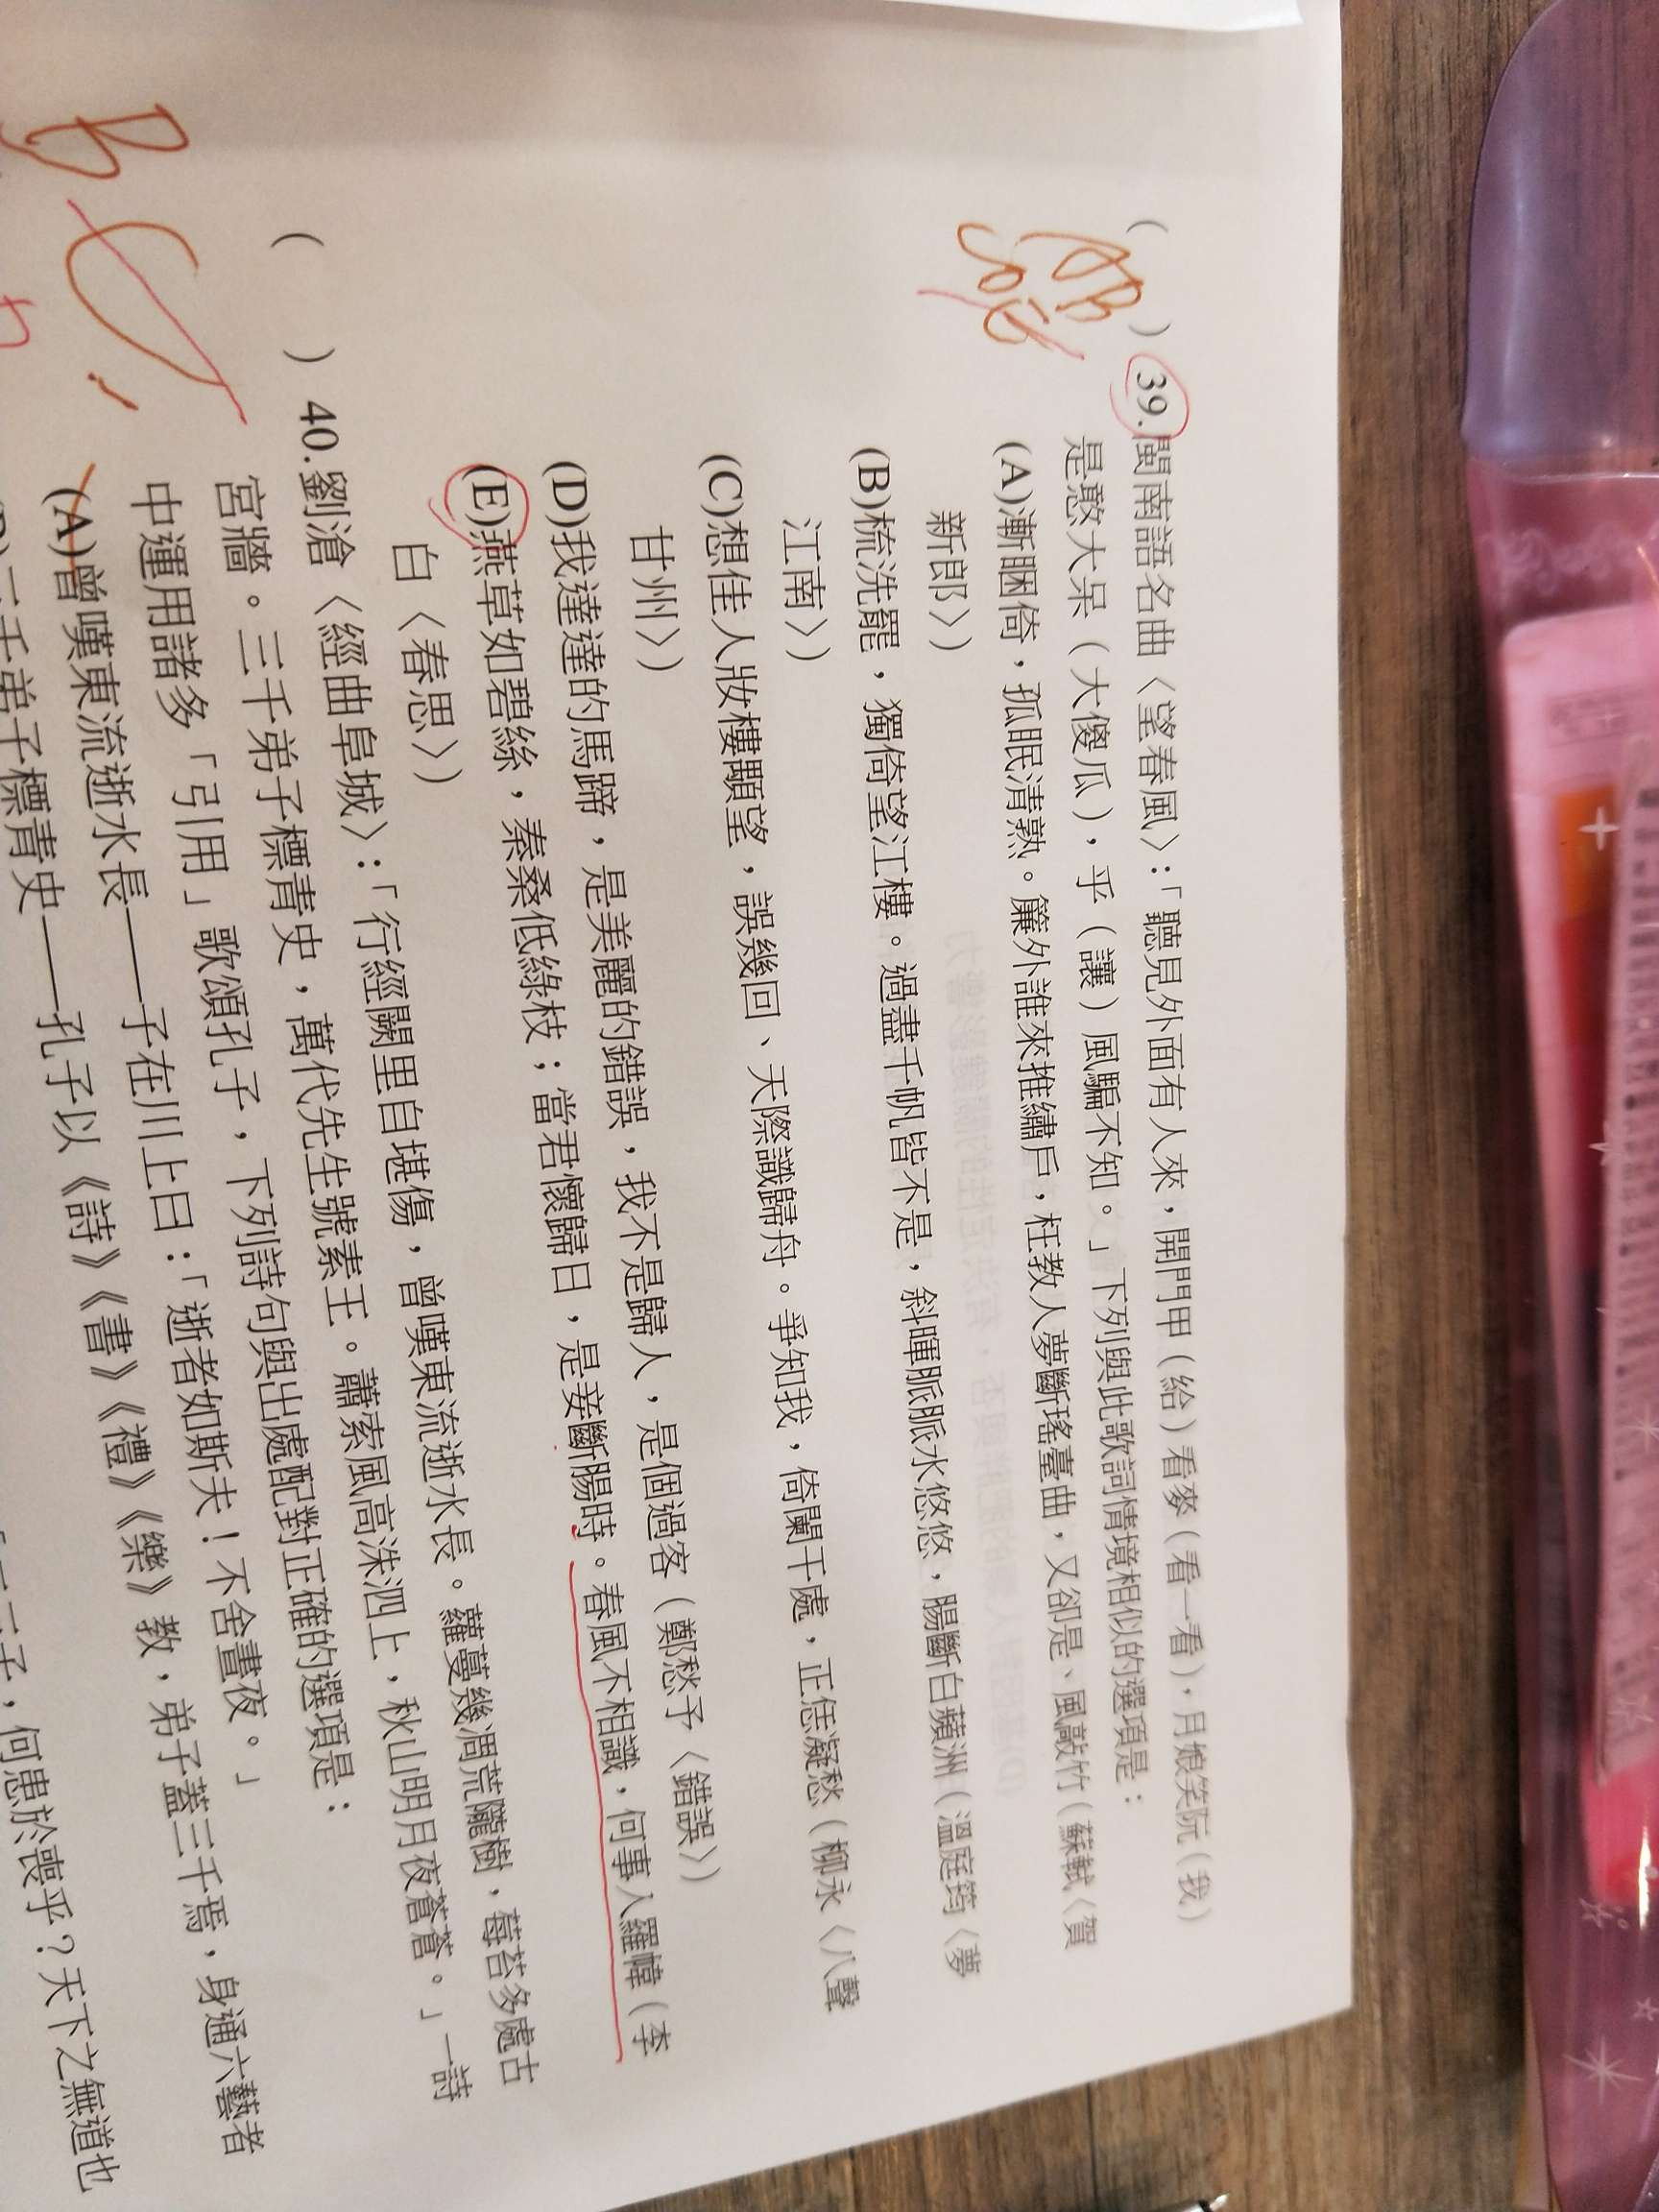 ( )39.閩南語名曲〈望春風〉：「聽見外面有人來，開門甲（給）看麥（看一看），月娘笑阮（我）
是憨大呆（大傻瓜），乎（讓）風騙不知。」下列與此歌詞情境相似的選項是：
(A)漸睏倚，孤眠清熟。簾外誰來推繡戶，枉教人夢斷瑤臺曲，又卻是、風敲竹（蘇軾〈賀
新郎〉）
(B)梳洗罷，獨倚望江樓。過盡千帆皆不是，斜暉脈脈水悠悠，腸斷白蘋洲（溫庭筠〈夢
江南〉）
(C)想佳人妝樓顒望，誤幾回、天際識歸舟。爭知我，倚闌干處，正恁凝愁（柳永〈八聲
甘州〉）
(D)我達達的馬蹄，是美麗的錯誤，我不是歸人，是個過客（鄭愁予〈錯誤〉）
(E)燕草如碧絲，秦桑低綠枝；當君懷歸日，是妾斷腸時。春風不相識，何事入羅幃（李
白〈春思〉）
( )40.劉滄〈經曲阜城〉：「行經闕里自堪傷，曾嘆東流逝水長。蘿蔓幾凋荒隴樹，莓苔多處古
宮牆。三千弟子標青史，萬代先生號素王。蕭索風高洙泗上，秋山明月夜蒼蒼。」一詩
中運用諸多「引用」歌頌孔子，下列詩句與出處配對正確的選項是：
(A)曾嘆東流逝水長——子在川上曰：「逝者如斯夫！不舍晝夜。」
三千弟子標青史——孔子以《詩》《書》《禮》《樂》教，弟子蓋三千焉，身通六藝者
二三子，何患於喪乎？天下之無道也
AB
BC